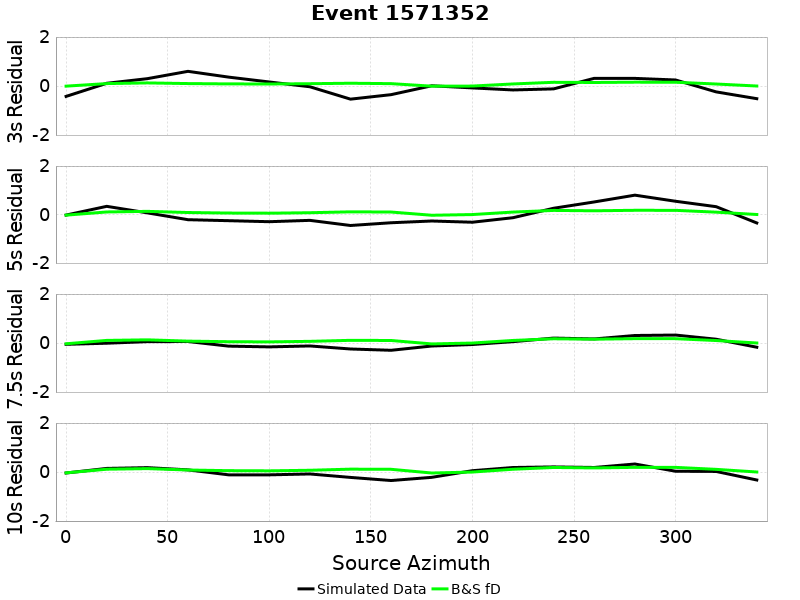 Event 1571352
3s Residual
2
0
-2
5s Residual
2
0
-2
7.5s Residual
2
0
-2
10s Residual
2
0
-2
0 50 100 150 200 250 300
Source Azimuth
Simulated Data B&S fD